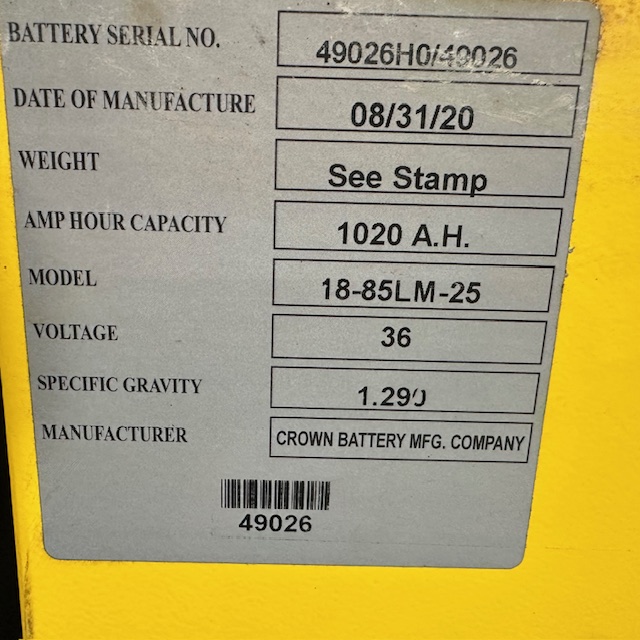 BATTERY SERIAL NO. 49026H0/49026
DATE OF MANUFACTURE 08/31/20
WEIGHT See Stamp
AMP HOUR CAPACITY 1020 A.H.
MODEL 18-85LM-25
VOLTAGE 36
SPECIFIC GRAVITY 1.290
MANUFACTURER CROWN BATTERY MFG. COMPANY
49026